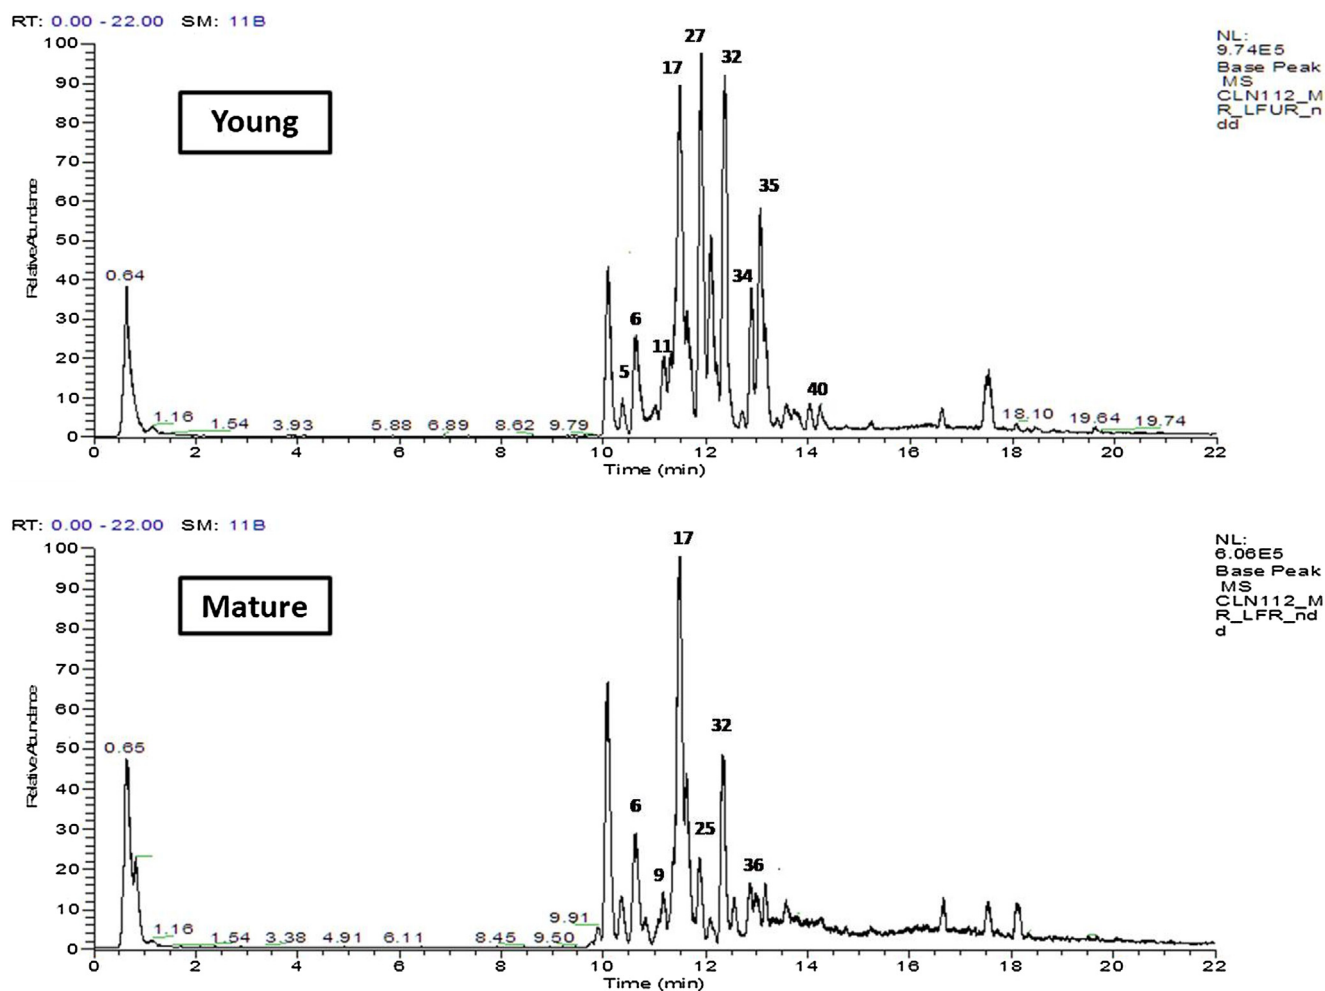 RT: 0.00 - 22.00 SM: 11B
NL:
9.74E5
Base Peak
MS
CLN112_M
R_LFUR_n
dd
Young
Relative Abundance
100
90
80
70
60
50
40
30
20
10
0
0.64
1.16
1.54
3.93
5.88
6.89
8.62
9.79
5
6
11
17
27
32
34
35
40
18.10
19.64
19.74
0 2 4 6 8 10 12 14 16 18 20 22
Time (min)
RT: 0.00 - 22.00 SM: 11B
NL:
6.06E5
Base Peak
MS
CLN112_M
R_LFR_nd
d
Mature
Relative Abundance
100
90
80
70
60
50
40
30
20
10
0
0.65
1.16
1.54
3.38
4.91
6.11
8.45
9.50
9.91
6
9
17
25
32
36
0 2 4 6 8 10 12 14 16 18 20 22
Time (min)